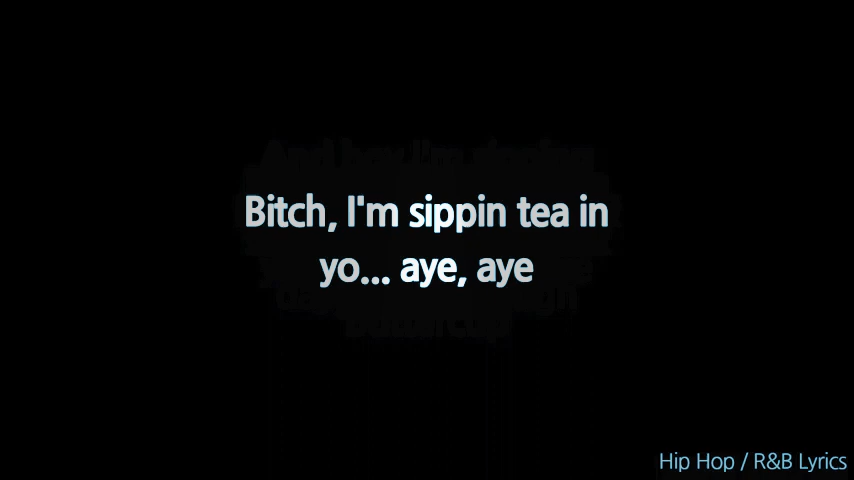 Bitch, I'm sippin tea in
yo... aye, aye
Hip Hop / R&B Lyrics